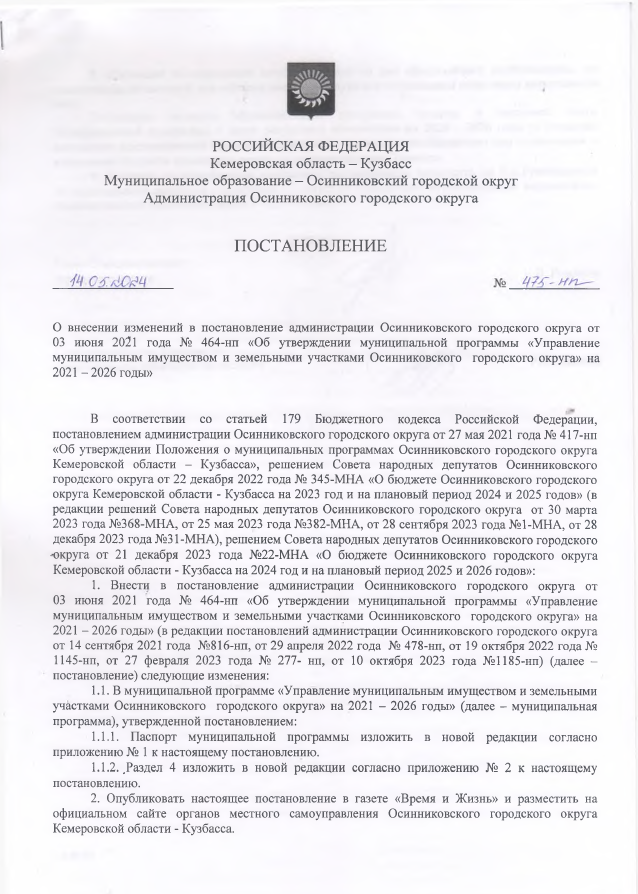 РОССИЙСКАЯ ФЕДЕРАЦИЯ
Кемеровская область – Кузбасс
Муниципальное образование – Осинниковский городской округ
Администрация Осинниковского городского округа
ПОСТАНОВЛЕНИЕ
14.05.2024 № 475-нп
О внесении изменений в постановление администрации Осинниковского городского округа от
03 июня 2021 года № 464-нп «Об утверждении муниципальной программы «Управление
муниципальным имуществом и земельными участками Осинниковского городского округа» на
2021 – 2026 годы»
В соответствии со статьей 179 Бюджетного кодекса Российской Федерации,
постановлением администрации Осинниковского городского округа от 27 мая 2021 года № 417-нп
«Об утверждении Положения о муниципальных программах Осинниковского городского округа
Кемеровской области – Кузбасса», решением Совета народных депутатов Осинниковского
городского округа от 22 декабря 2022 года № 345-МНА «О бюджете Осинниковского городского
округа Кемеровской области - Кузбасса на 2023 год и на плановый период 2024 и 2025 годов» (в
редакции решений Совета народных депутатов Осинниковского городского округа от 30 марта
2023 года №368-МНА, от 25 мая 2023 года №382-МНА, от 28 сентября 2023 года №1-МНА, от 28
декабря 2023 года №31-МНА), решением Совета народных депутатов Осинниковского городского
округа от 21 декабря 2023 года №22-МНА «О бюджете Осинниковского городского округа
Кемеровской области - Кузбасса на 2024 год и на плановый период 2025 и 2026 годов»:
1. Внести в постановление администрации Осинниковского городского округа от
03 июня 2021 года № 464-нп «Об утверждении муниципальной программы «Управление
муниципальным имуществом и земельными участками Осинниковского городского округа» на
2021 – 2026 годы» (в редакции постановлений администрации Осинниковского городского округа
от 14 сентября 2021 года №816-нп, от 29 апреля 2022 года № 478-нп, от 19 октября 2022 года №
1145-нп, от 27 февраля 2023 года № 277- нп, от 10 октября 2023 года №1185-нп) (далее –
постановление) следующие изменения:
1.1. В муниципальной программе «Управление муниципальным имуществом и земельными
участками Осинниковского городского округа» на 2021 – 2026 годы» (далее – муниципальная
программа), утвержденной постановлением:
1.1.1. Паспорт муниципальной программы изложить в новой редакции согласно
приложению № 1 к настоящему постановлению.
1.1.2. Раздел 4 изложить в новой редакции согласно приложению № 2 к настоящему
постановлению.
2. Опубликовать настоящее постановление в газете «Время и Жизнь» и разместить на
официальном сайте органов местного самоуправления Осинниковского городского округа
Кемеровской области - Кузбасса.